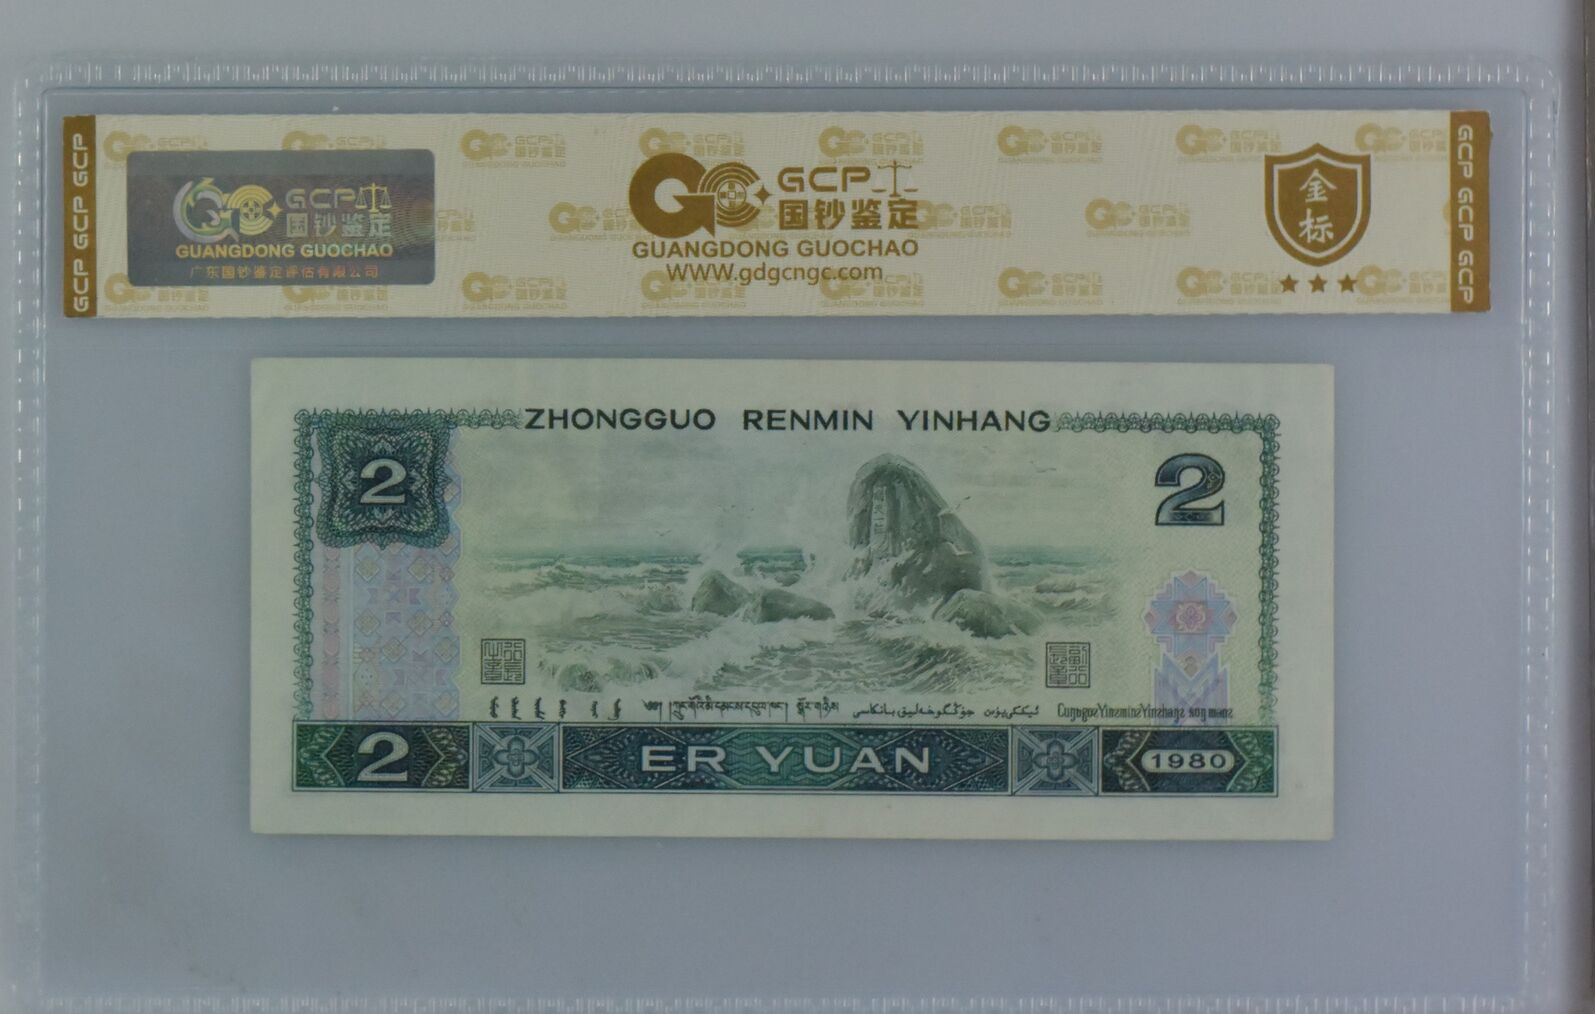 GCP GCP GCP
GCP
国钞鉴定
GUANGDONG GUOCHAO
广东国钞鉴定评估有限公司
GCP
国钞鉴定
GUANGDONG GUOCHAO
WWW.gdgcngc.com
金标
GCP GCP GCP
ZHONGGUO RENMIN YINHANG
2
2
2
ER YUAN
1980